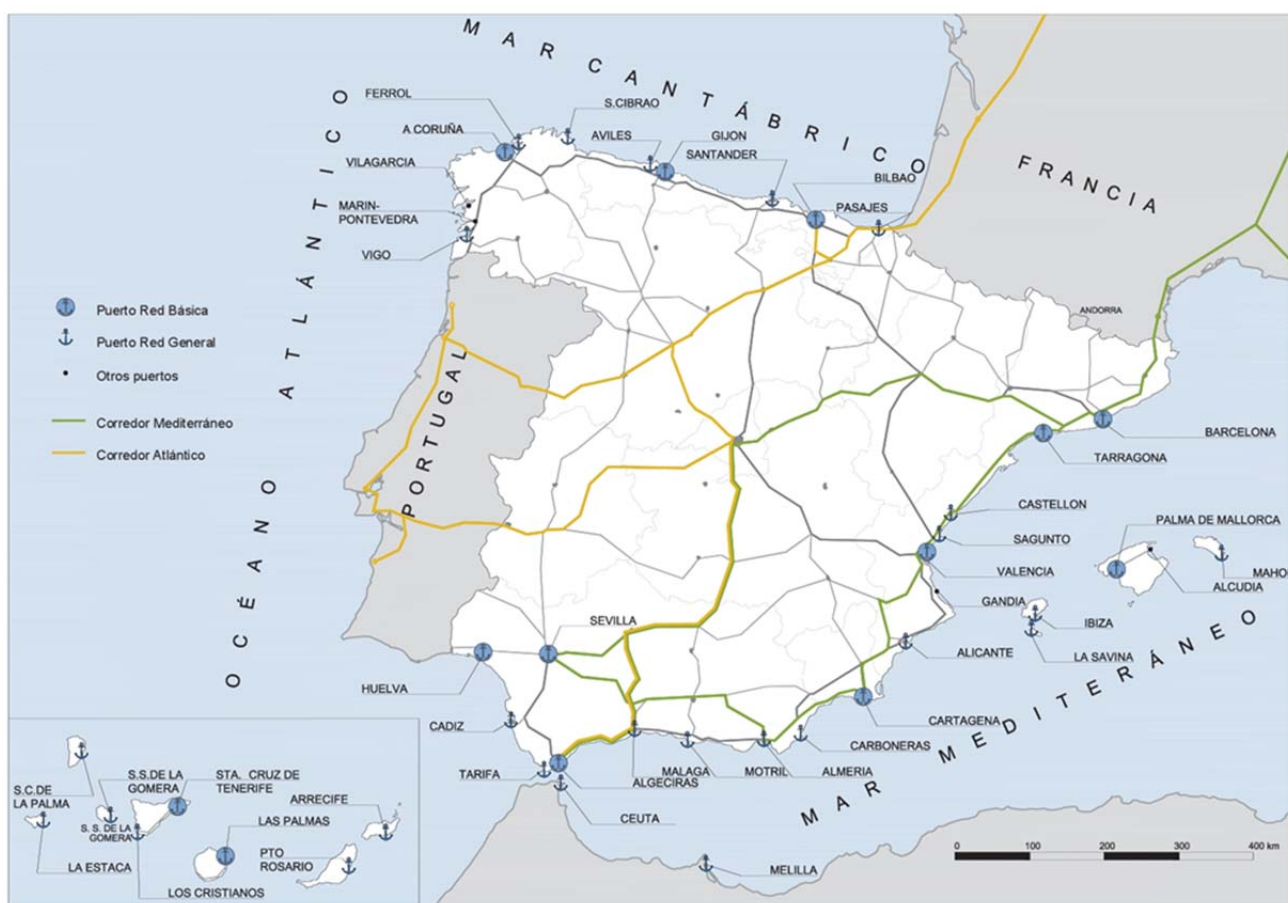 MAR CANTÁBRICO
OCÉANO ATLÁNTICO
FERROL
S.CIBRAO
A CORUÑA
AVILES
GIJON
SANTANDER
BILBAO
VILAGARCIA
PASAJES
FRANCIA
MARIN-
PONTEVEDRA
VIGO
Puerto Red Básica
ANDORRA
Puerto Red General
Otros puertos
PORTUGAL
Corredor Mediterráneo
Corredor Atlántico
BARCELONA
TARRAGONA
CASTELLON
PALMA DE MALLORCA
SAGUNTO
VALENCIA
MAHO
ALCUDIA
GANDIA
IBIZA
SEVILLA
ALICANTE
LA SAVINA
HUELVA
CADIZ
CARTAGENA
CARBONERAS
MAR MEDITERÁNEO
TARIFA
MALAGA
MOTRIL
ALMERIA
ALGECIRAS
CEUTA
MELILLA
S.C.DE
LA PALMA
S.S.DE LA
GOMERA
STA. CRUZ DE
TENERIFE
ARRECIFE
LAS PALMAS
S. S. DE LA
GOMERA
PTO
ROSARIO
LA ESTACA
LOS CRISTIANOS
0 100 200 300 400 km